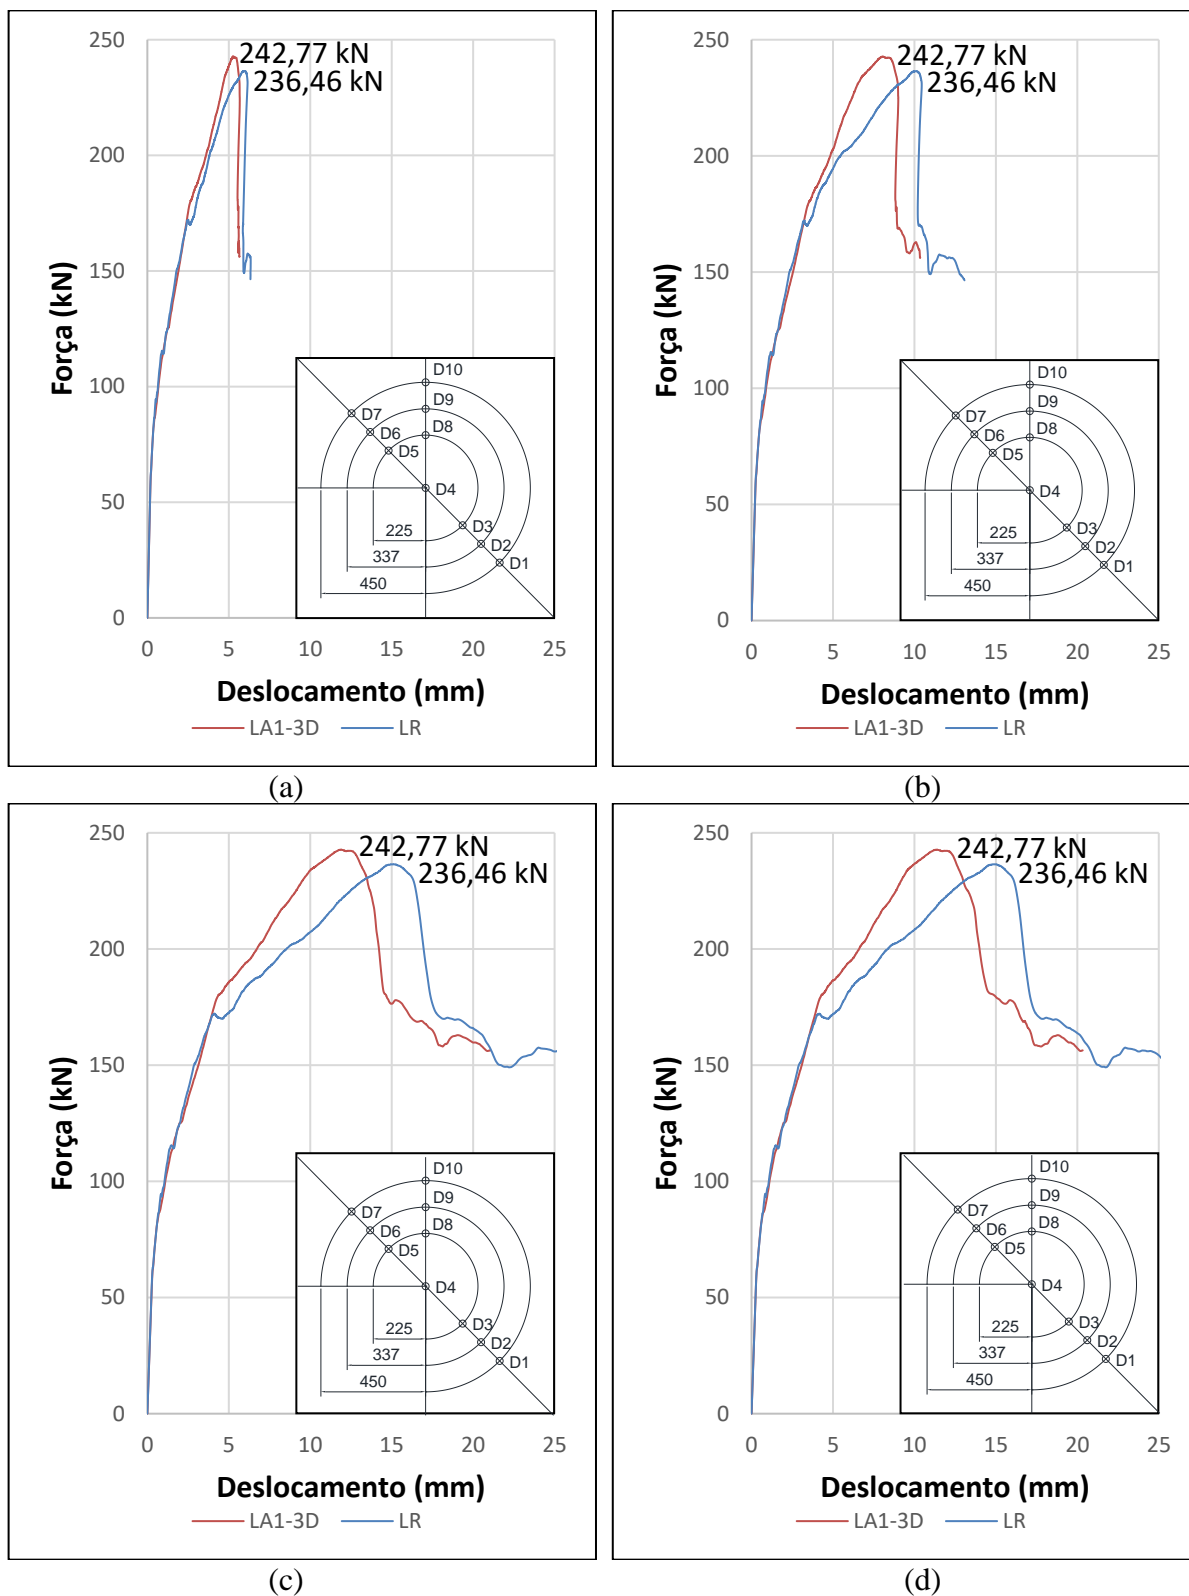 242,77 kN
236,46 kN
250
200
150
100
50
0
Força (kN)
D10
D9
D8
D7
D6
D5
D4
D3
D2
D1
225
337
450
0 5 10 15 20 25
Deslocamento (mm)
LA1-3D LR
(a)
242,77 kN
236,46 kN
250
200
150
100
50
0
Força (kN)
D10
D9
D8
D7
D6
D5
D4
D3
D2
D1
225
337
450
0 5 10 15 20 25
Deslocamento (mm)
LA1-3D LR
(b)
242,77 kN
236,46 kN
250
200
150
100
50
0
Força (kN)
D10
D9
D8
D7
D6
D5
D4
D3
D2
D1
225
337
450
0 5 10 15 20 25
Deslocamento (mm)
LA1-3D LR
(c)
242,77 kN
236,46 kN
250
200
150
100
50
0
Força (kN)
D10
D9
D8
D7
D6
D5
D4
D3
D2
D1
225
337
450
0 5 10 15 20 25
Deslocamento (mm)
LA1-3D LR
(d)